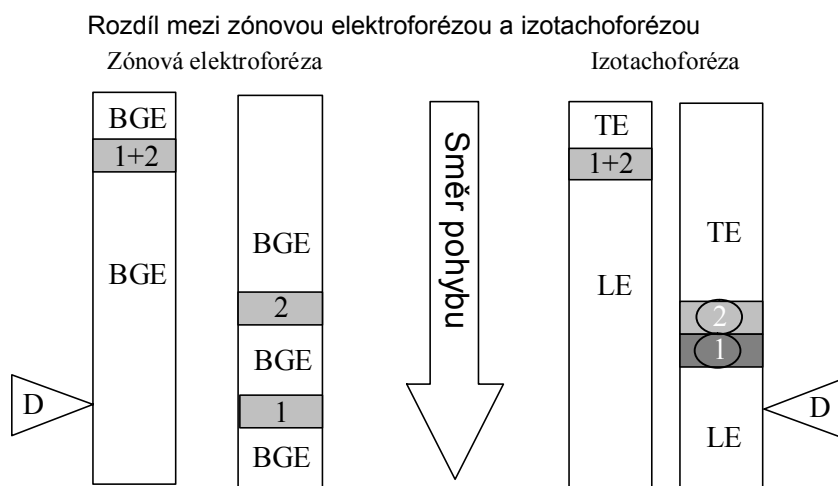 Rozdíl mezi zónovou elektroforézou a izotachoforézou
Zónová elektroforéza
Izotachoforéza
BGE
1+2
BGE
D
BGE
2
BGE
1
BGE
Směr pohybu
TE
1+2
LE
TE
2
1
LE
D